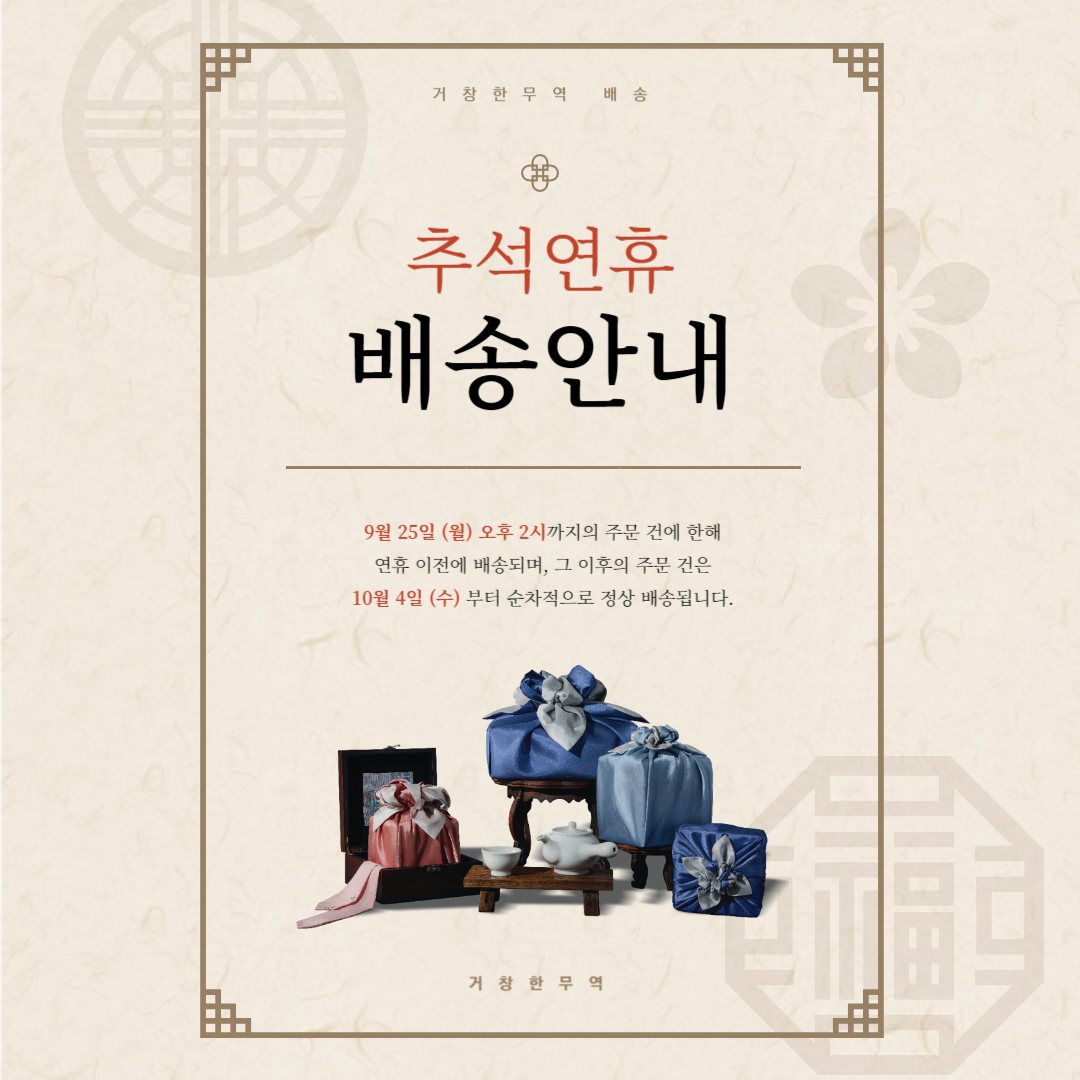 거창한무역 배송
추석연휴
배송안내
9월 25일 (월) 오후 2시까지의 주문 건에 한해
연휴 이전에 배송되며, 그 이후의 주문 건은
10월 4일 (수) 부터 순차적으로 정상 배송됩니다.
福
거창한무역